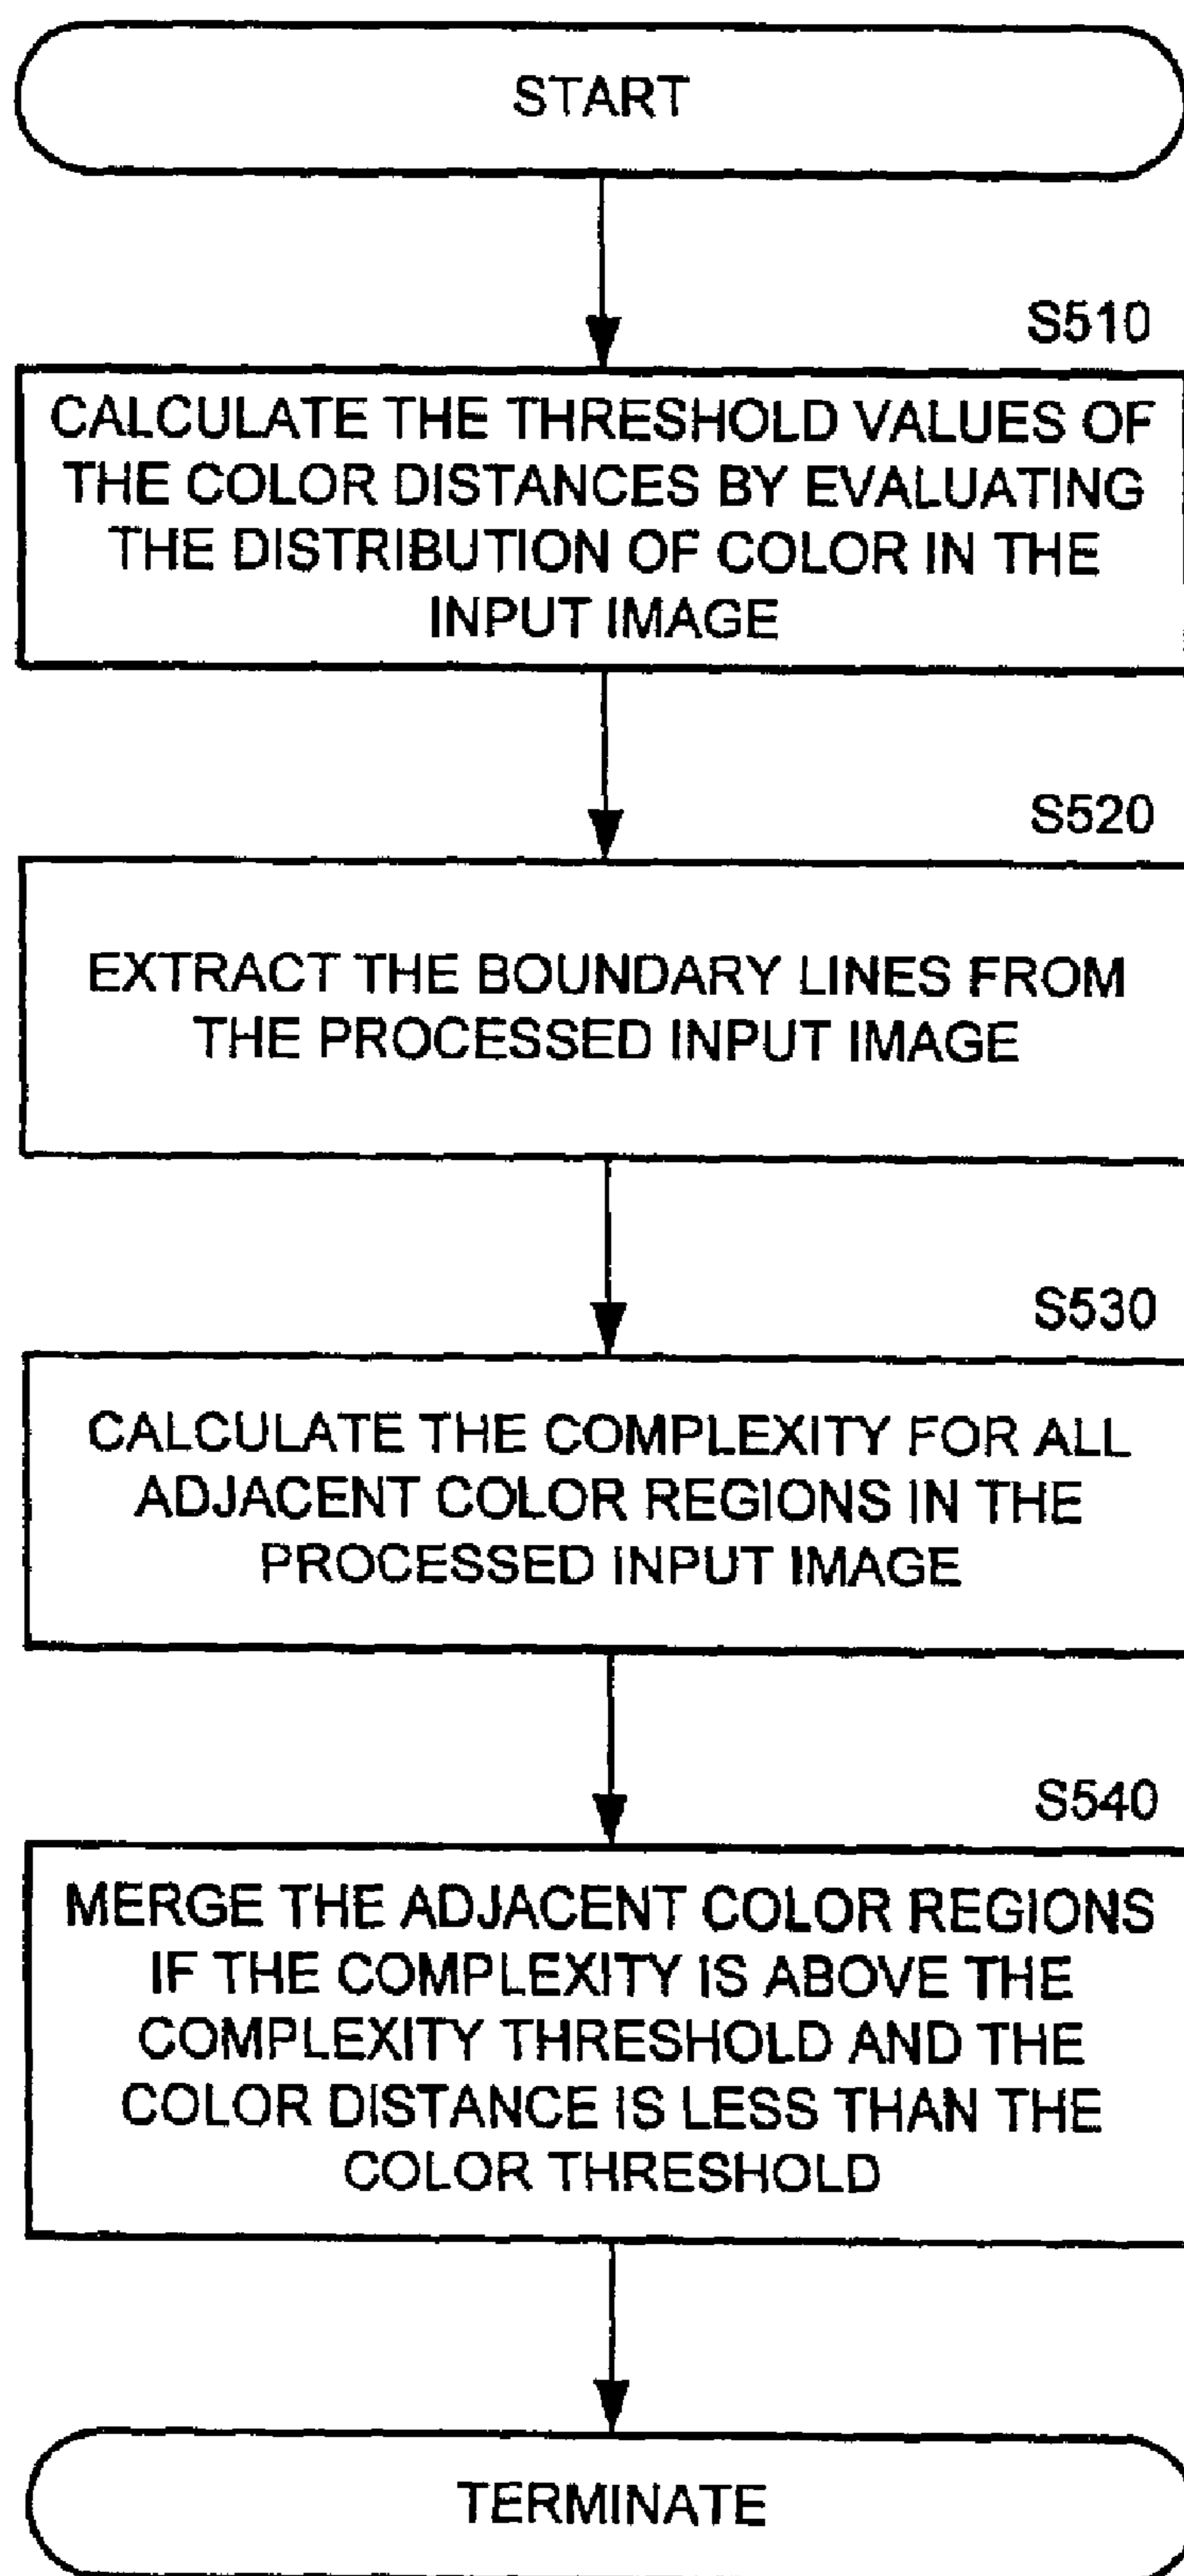 START
S510
CALCULATE THE THRESHOLD VALUES OF
THE COLOR DISTANCES BY EVALUATING
THE DISTRIBUTION OF COLOR IN THE
INPUT IMAGE
S520
EXTRACT THE BOUNDARY LINES FROM
THE PROCESSED INPUT IMAGE
S530
CALCULATE THE COMPLEXITY FOR ALL
ADJACENT COLOR REGIONS IN THE
PROCESSED INPUT IMAGE
S540
MERGE THE ADJACENT COLOR REGIONS
IF THE COMPLEXITY IS ABOVE THE
COMPLEXITY THRESHOLD AND THE
COLOR DISTANCE IS LESS THAN THE
COLOR THRESHOLD
TERMINATE